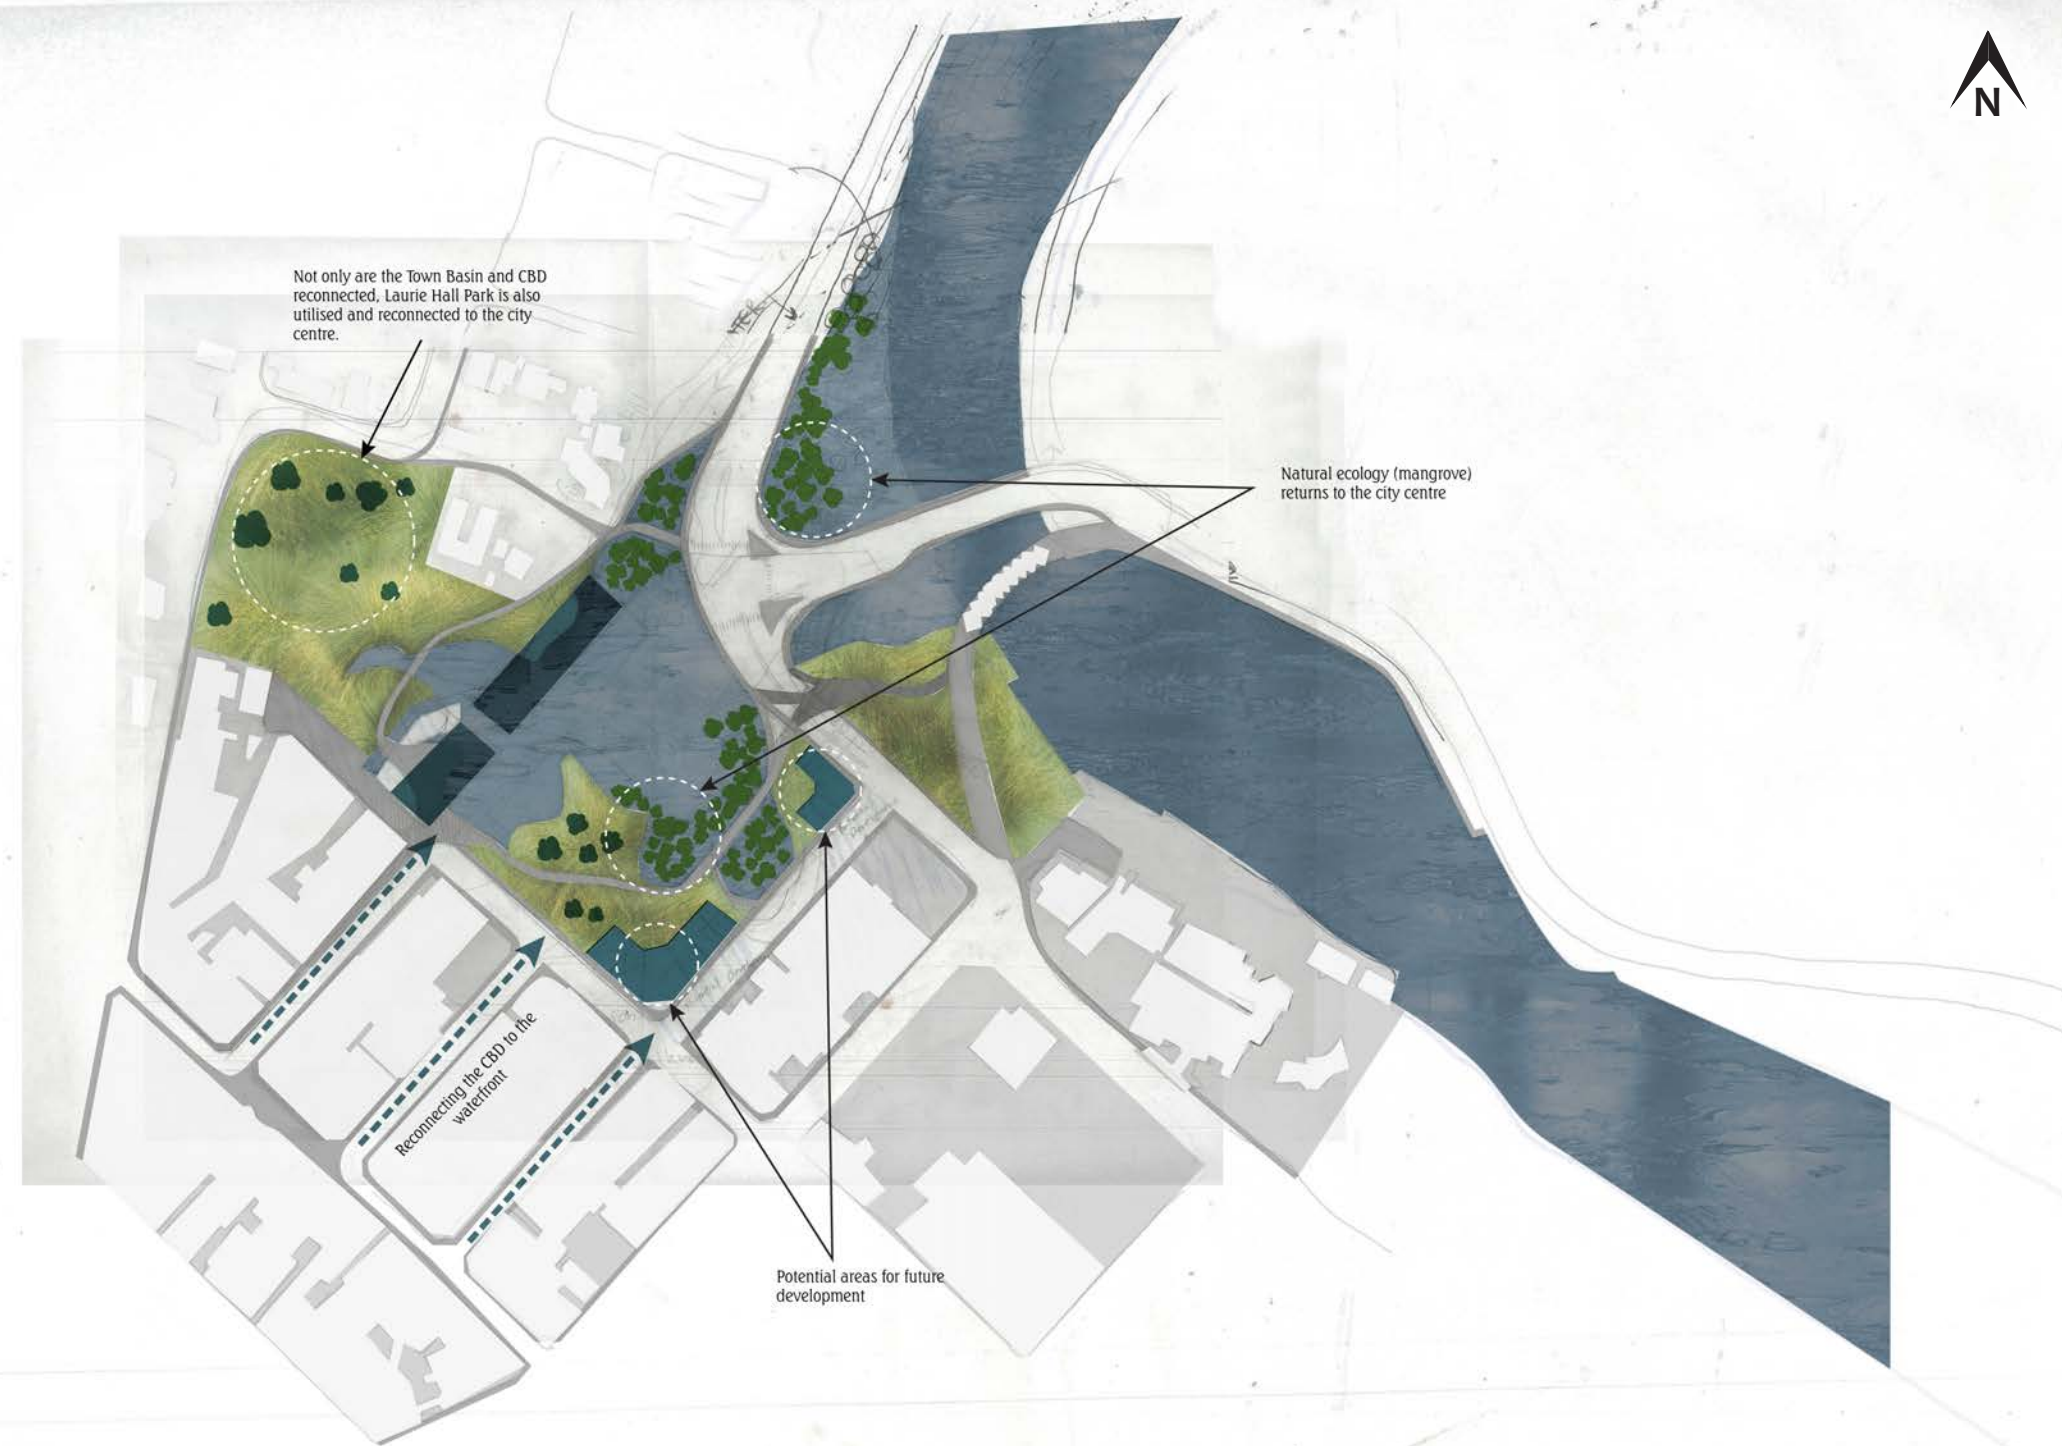 N
Not only are the Town Basin and CBD
reconnected, Laurie Hall Park is also
utilised and reconnected to the city
centre.
Natural ecology (mangrove)
returns to the city centre
Reconnecting the CBD to the
waterfront
Potential areas for future
development